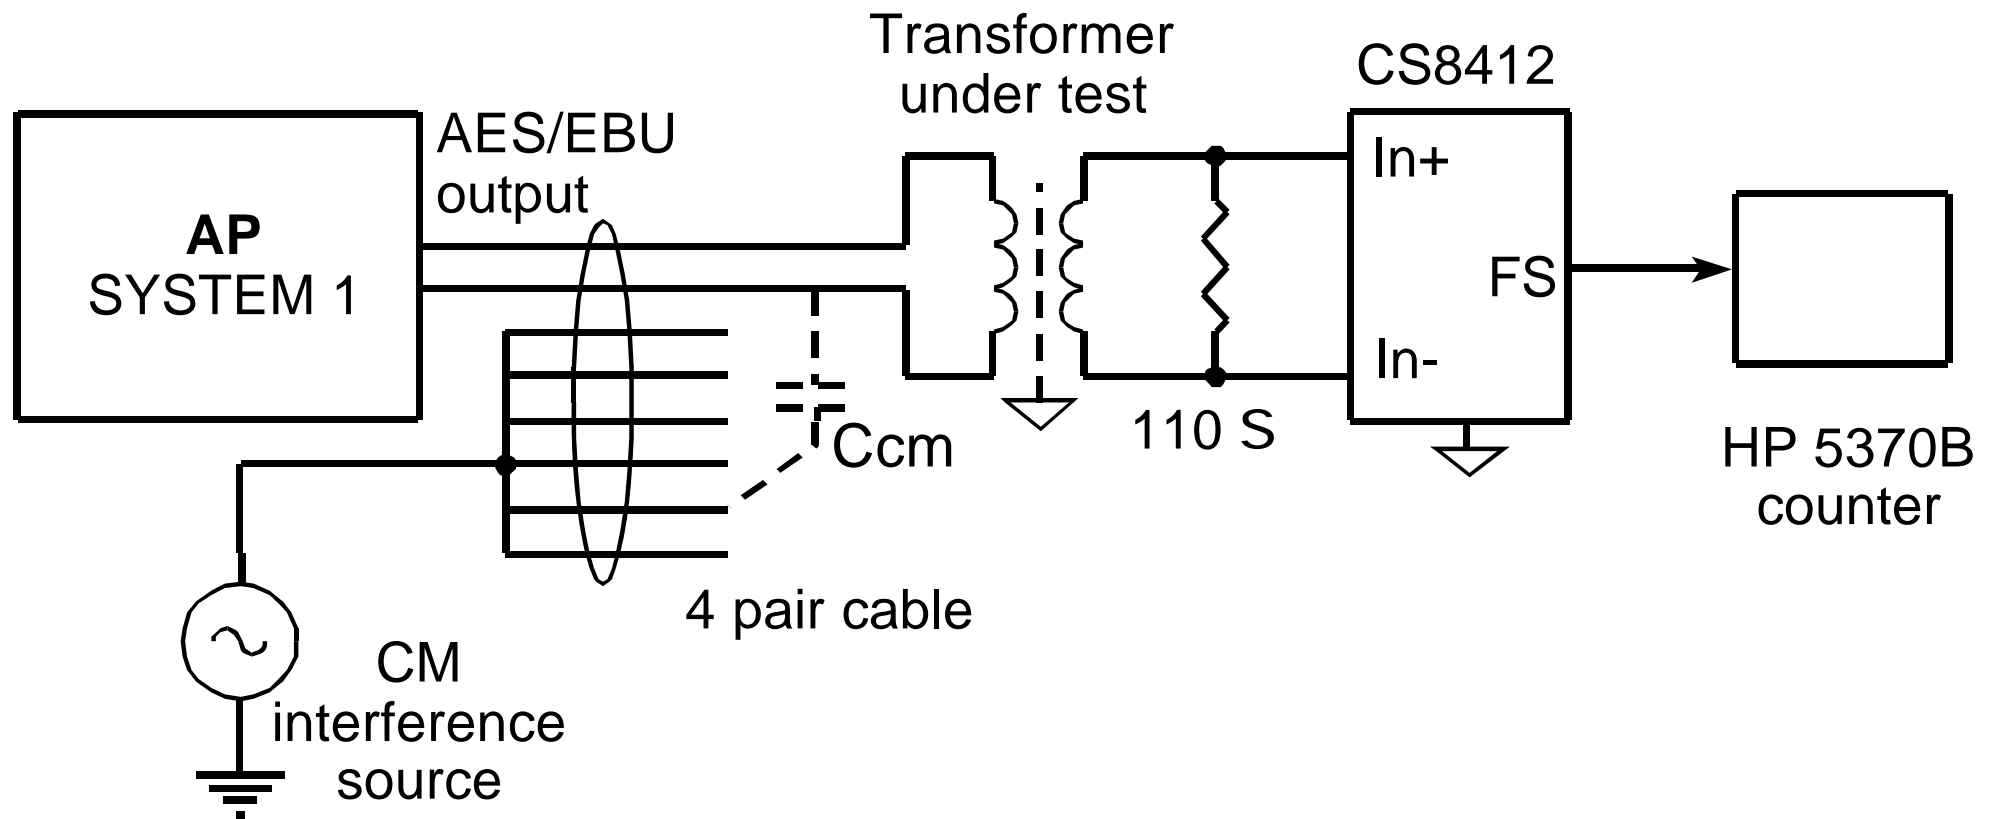 Transformer
under test
CS8412
AES/EBU
output
In+
AP
SYSTEM 1
FS
In-
110 S
Ccm
HP 5370B
counter
4 pair cable
CM
interference
source